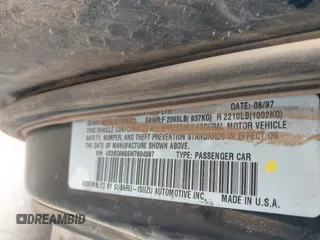 DATE: 06/97
GAWR:F 2065LB( 937KG) R 2210LB(1002KG)
THIS VEHICLE CONFORMS TO ALL APPLICABLE FEDERAL MOTOR VEHICLE
SAFETY, BUMPER, AND THEFT PREVENTION STANDARDS IN EFFECT
ON THE DATE OF MANUFACTURE SHOWN ABOVE.
VIN: TYPE: PASSENGER CAR
ASSEMBLED BY SUBARU-ISUZU AUTOMOTIVE INC.
MADE IN U.S.A.
AUTOBIDMASTER